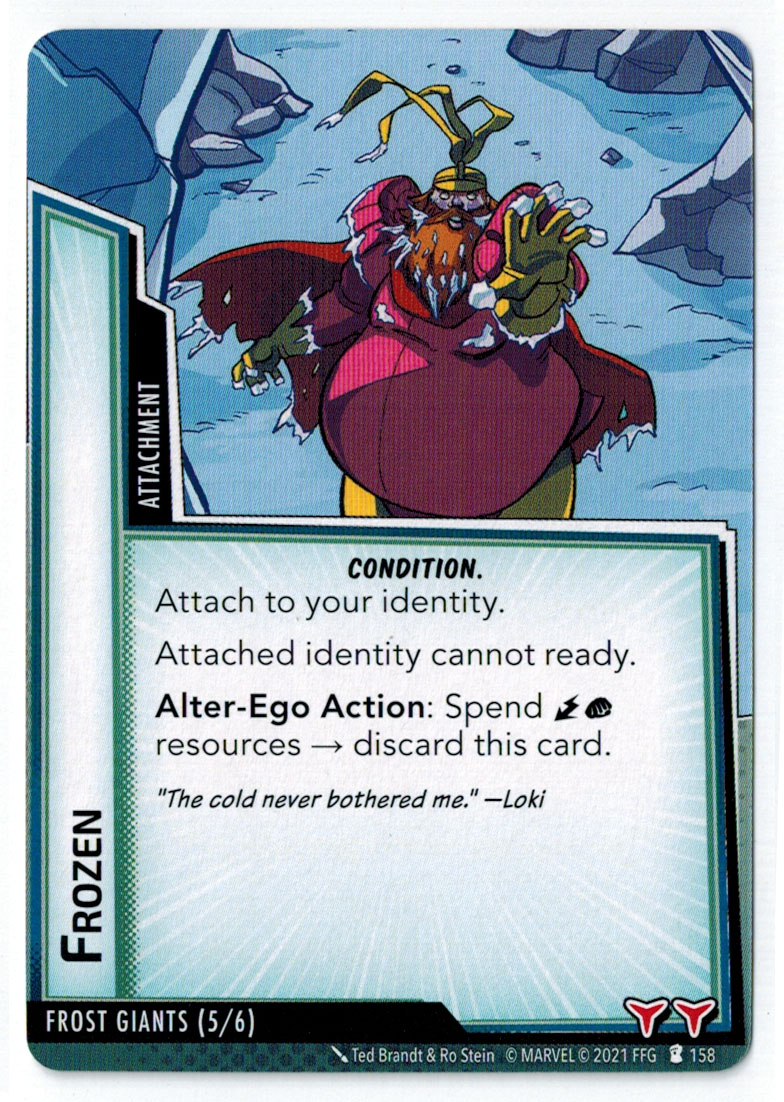 ATTACHMENT
CONDITION.
Attach to your identity.
Attached identity cannot ready.
Alter-Ego Action: Spend
resources → discard this card.
"The cold never bothered me." —Loki
FROZEN
FROST GIANTS (5/6)
Ted Brandt & Ro Stein © MARVEL © 2021 FFG 158